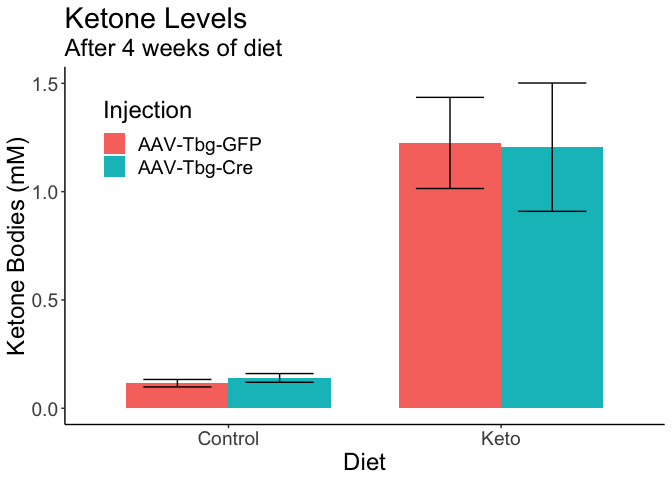 Ketone Levels
After 4 weeks of diet
Ketone Bodies (mM)
1.5
1.0
0.5
0.0
Injection
AAV-Tbg-GFP
AAV-Tbg-Cre
Control
Keto
Diet